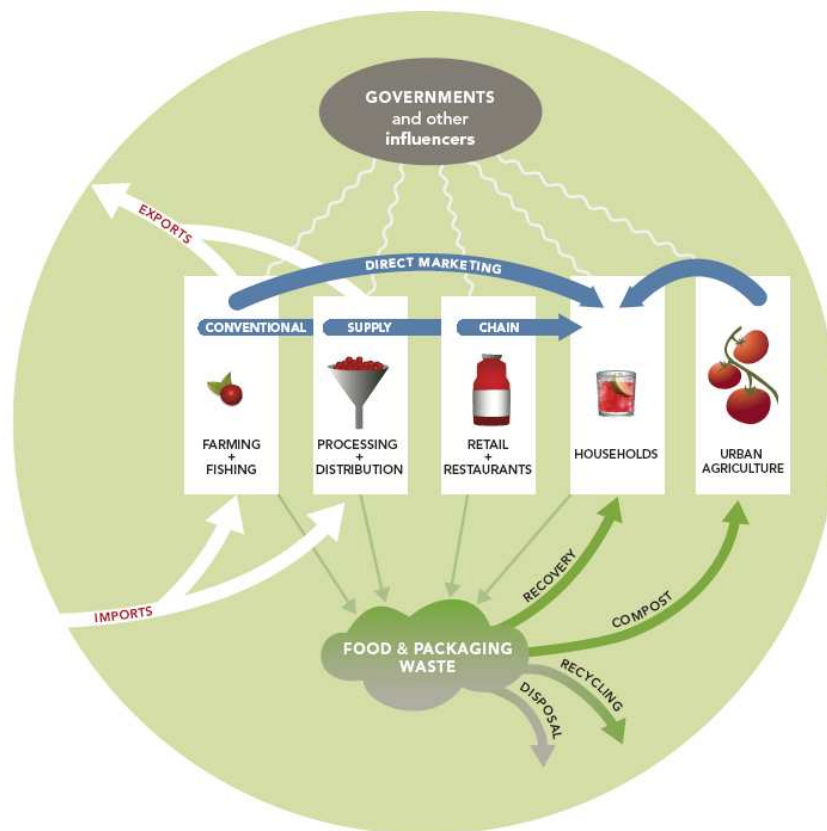 GOVERNMENTS
and other
influencers
EXPORTS
DIRECT MARKETING
CONVENTIONAL
SUPPLY
CHAIN
FARMING
+
FISHING
PROCESSING
+
DISTRIBUTION
RETAIL
+
RESTAURANTS
HOUSEHOLDS
URBAN
AGRICULTURE
IMPORTS
RECOVERY
COMPOST
FOOD & PACKAGING
WASTE
RECYCLING
DISPOSAL